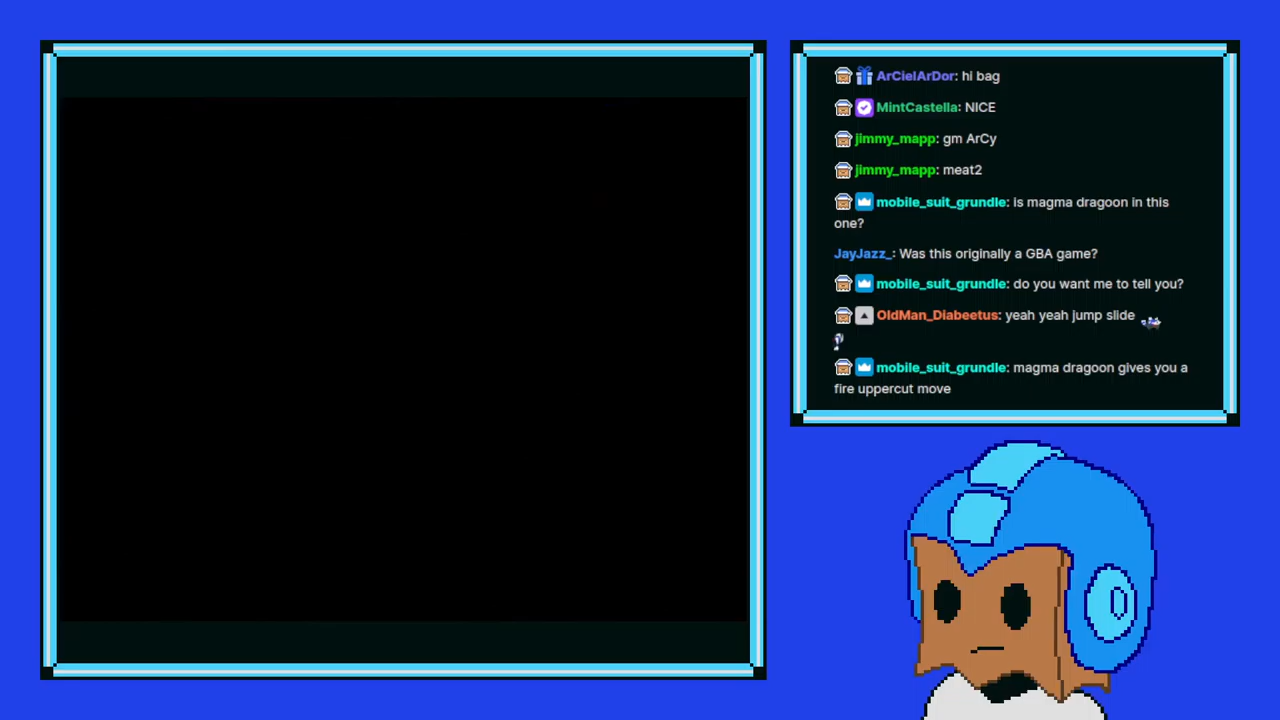 ArCielArDor: hi bag
MintCastella: NICE
jimmy_mapp: gm ArCy
jimmy_mapp: meat2
mobile_suit_grundle: is magma dragoon in this
one?
JayJazz_: Was this originally a GBA game?
mobile_suit_grundle: do you want me to tell you?
OldMan_Diabeetus: yeah yeah jump slide
mobile_suit_grundle: magma dragoon gives you a
fire uppercut move